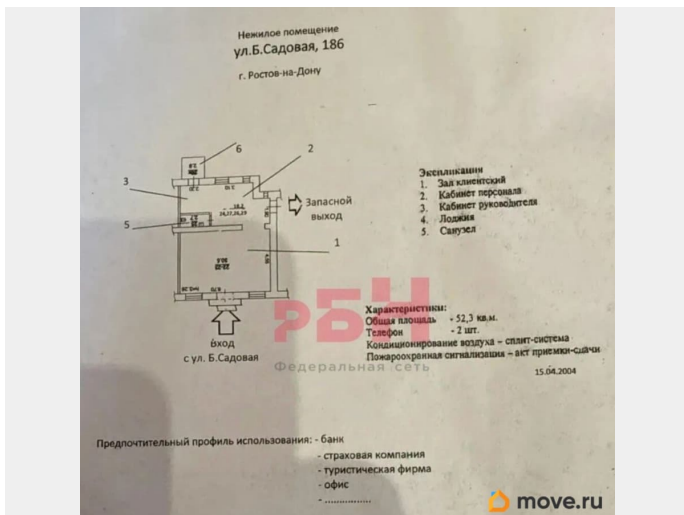 Нежилое помещение
ул.Б.Садовая, 186
г. Ростов-на-Дону
6
2
3
Запасной
выход
5
1
Экспликация
1. Зал клиентский
2. Кабинет персонала
3. Кабинет руководителя
4. Лоджия
5. Санузел
РБН
Федеральная сеть
Вход
с ул. Б.Садовая
Характеристики:
Общая площадь - 52,3 кв.м.
Телефон - 2 шт.
Кондиционирование воздуха – сплит-система
Пожароохранная сигнализация – акт приемки-сдачи
15.04.2004
Предпочтительный профиль использования: - банк
- страховая компания
- туристическая фирма
- офис
- ................
move.ru